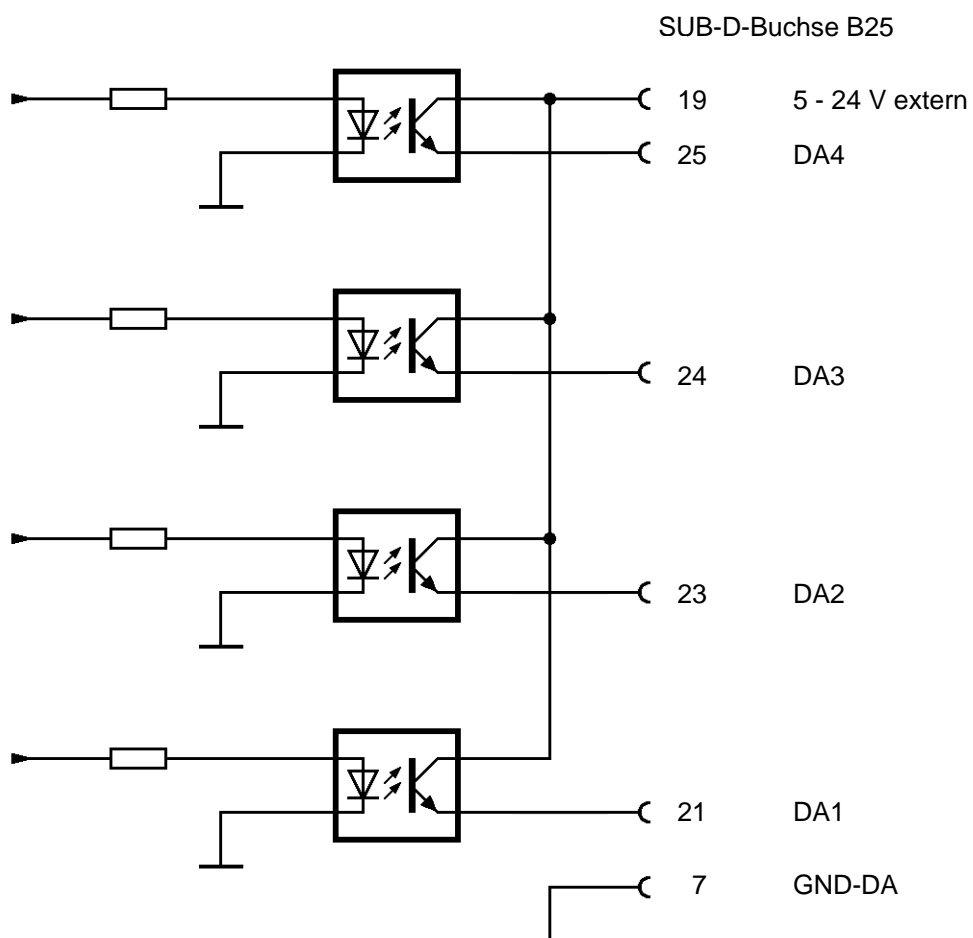 SUB-D-Buchse B25
19 5 - 24 V extern
25 DA4
24 DA3
23 DA2
21 DA1
7 GND-DA